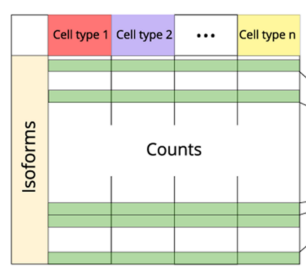 Cell type 1 Cell type 2 ••• Cell type n
Isoforms
Counts